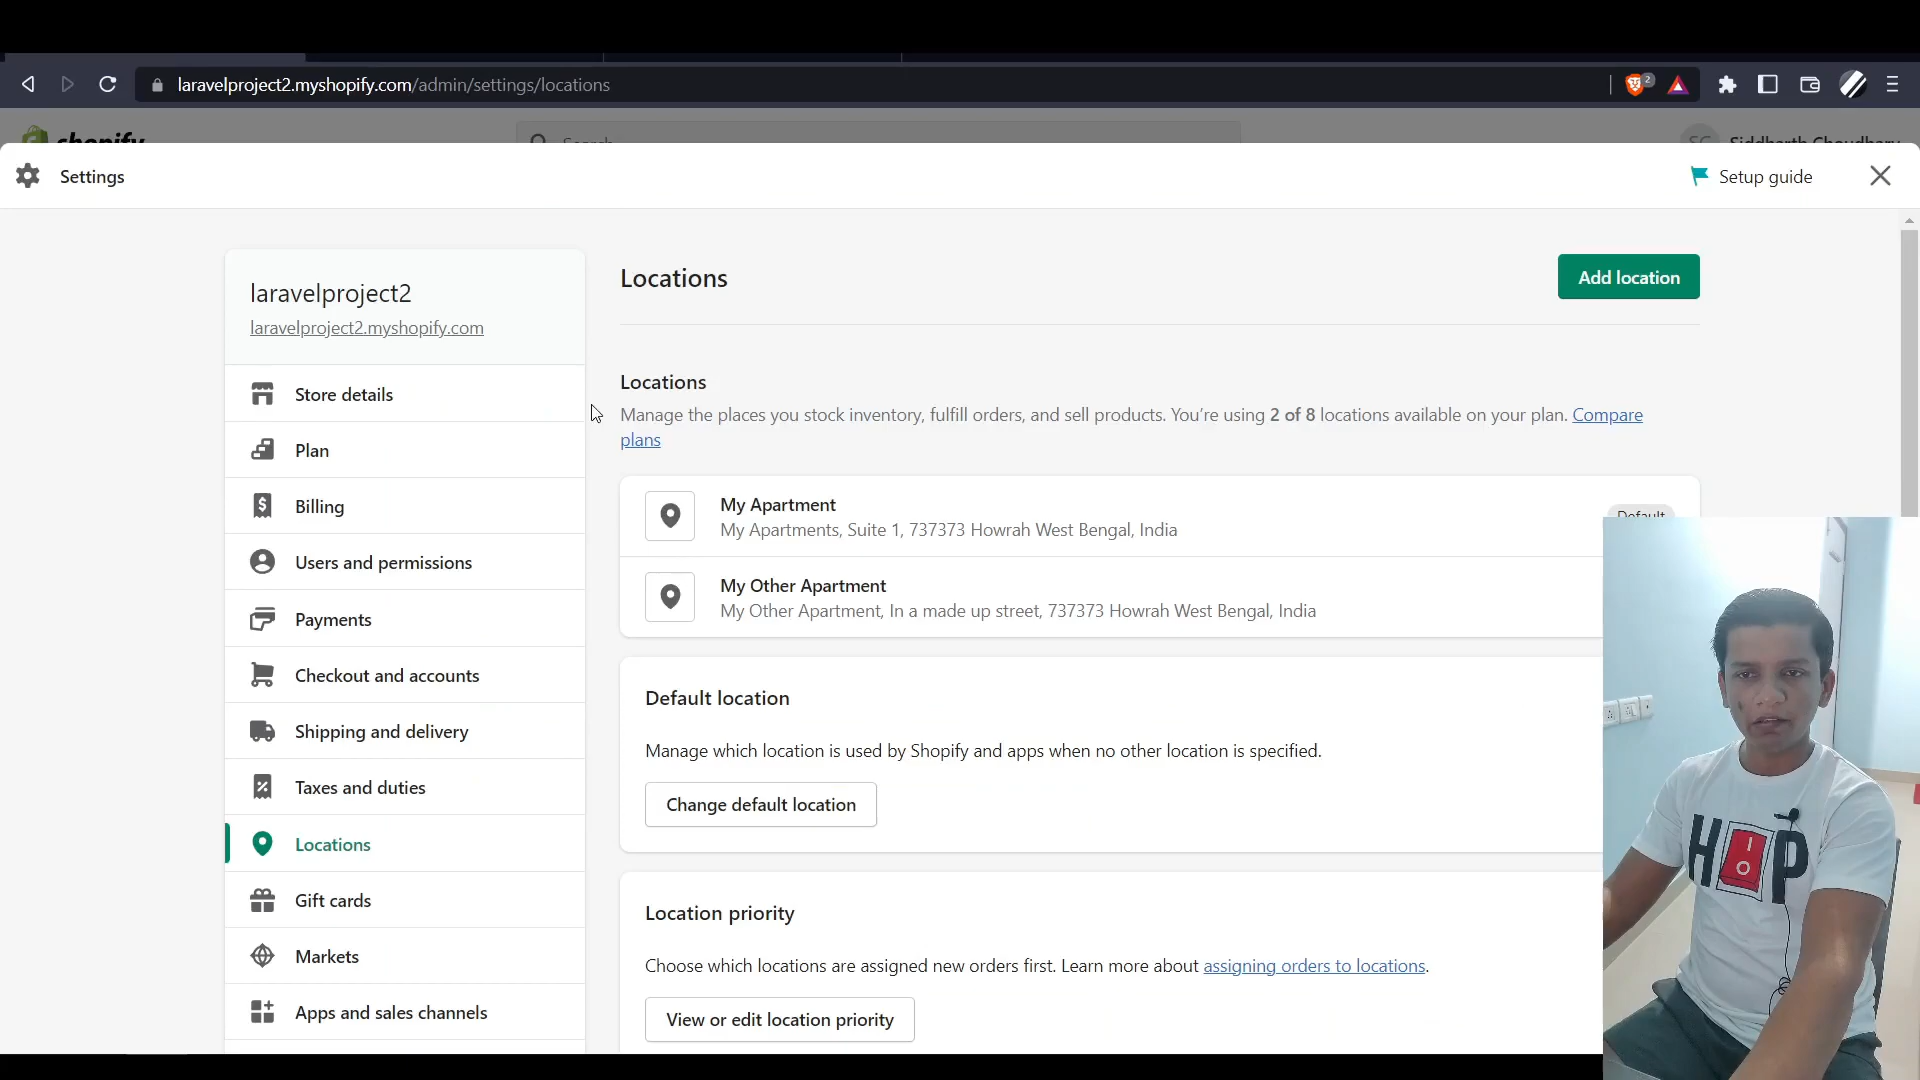 laravelproject2.myshopify.com/admin/settings/locations
2
shopify
Search
SC
Siddharth Choudhary
Settings
Setup guide
laravelproject2
laravelproject2.myshopify.com
Store details
Plan
Billing
Users and permissions
Payments
Checkout and accounts
Shipping and delivery
Taxes and duties
Locations
Gift cards
Markets
Apps and sales channels
Locations
Add location
Locations
Manage the places you stock inventory, fulfill orders, and sell products. You’re using 2 of 8 locations available on your plan. Compare
plans
My Apartment
My Apartments, Suite 1, 737373 Howrah West Bengal, India
Default
My Other Apartment
My Other Apartment, In a made up street, 737373 Howrah West Bengal, India
Default location
Manage which location is used by Shopify and apps when no other location is specified.
Change default location
Location priority
Choose which locations are assigned new orders first. Learn more about assigning orders to locations.
View or edit location priority